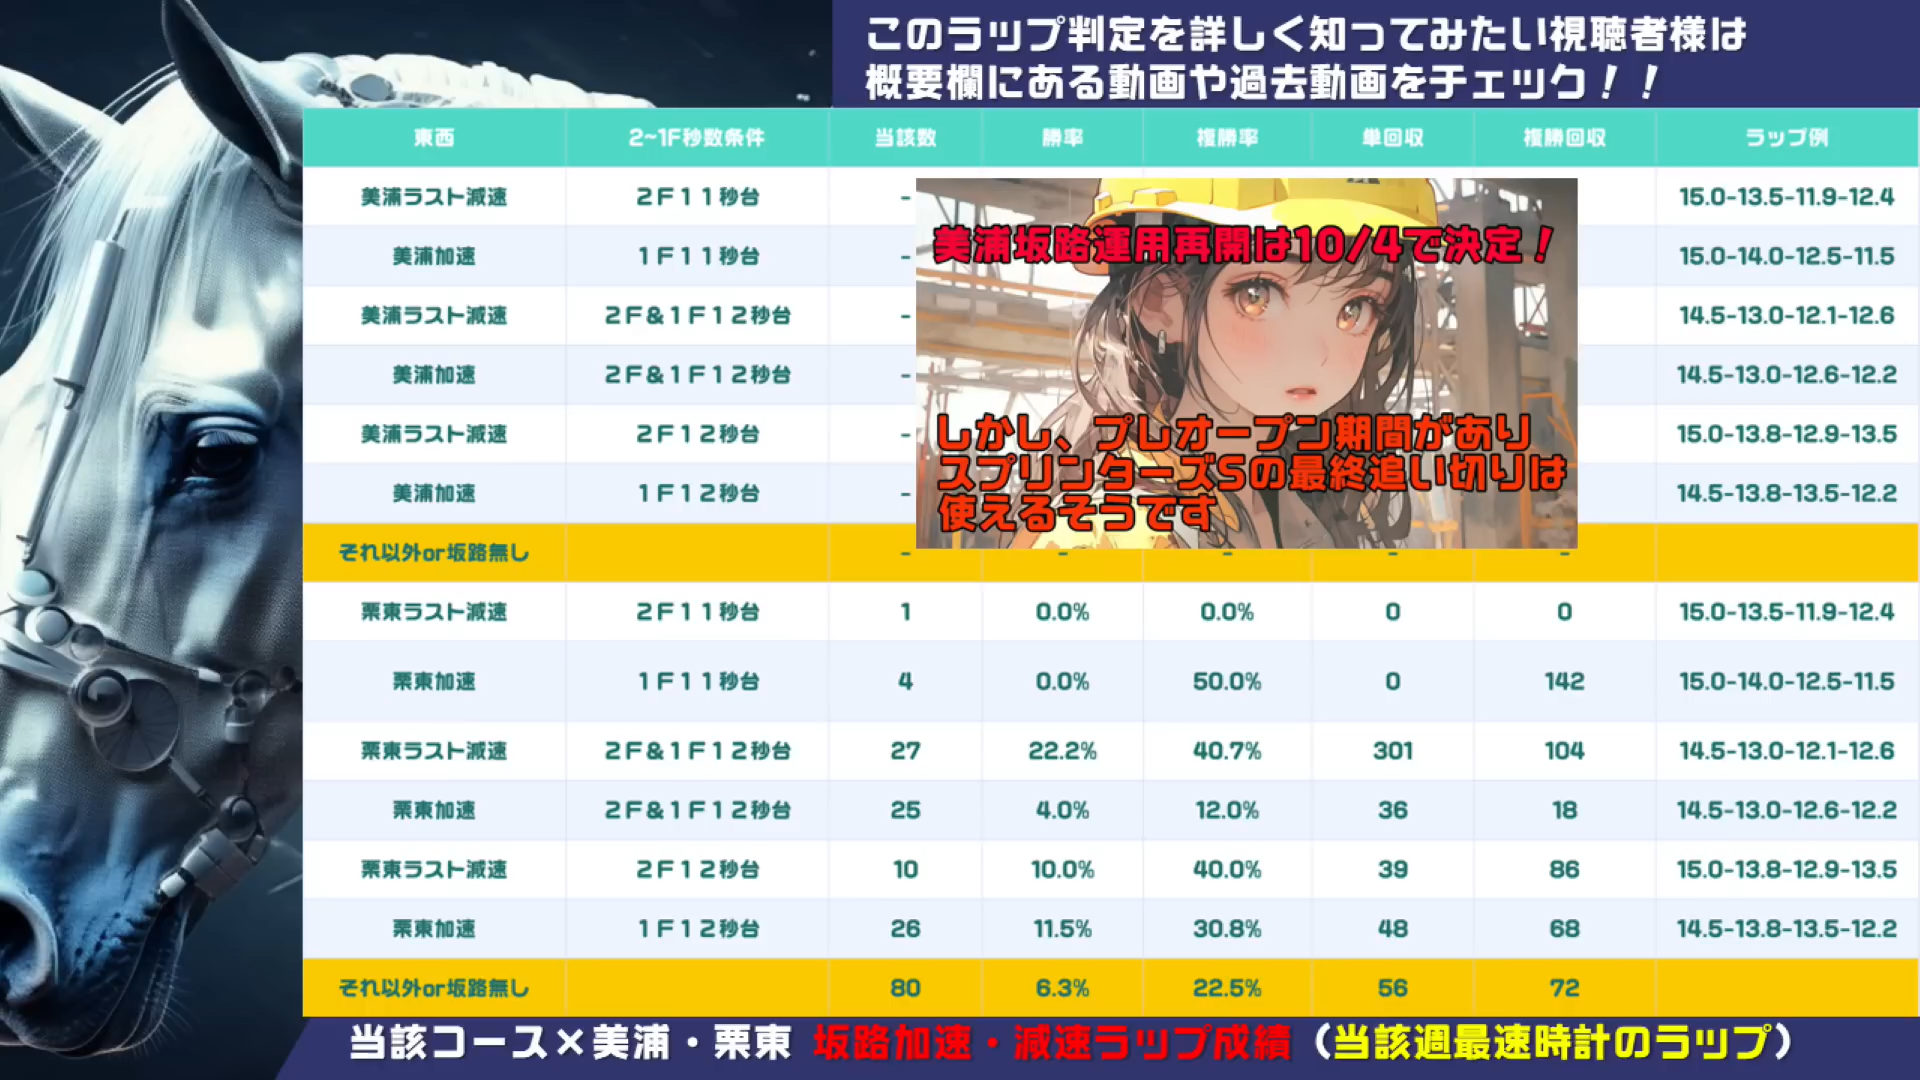 このラップ判定を詳しく知ってみたい視聴者様は
概要欄にある動画や過去動画をチェック！！
東西 2~1F秒数条件 当該数 勝率 複勝率 単回収 複勝回収 ラップ例
美浦ラスト減速 2F11秒台 - 15.0-13.5-11.9-12.4
美浦加速 1F11秒台 - 15.0-14.0-12.5-11.5
美浦ラスト減速 2F&1F12秒台 - 14.5-13.0-12.1-12.6
美浦加速 2F&1F12秒台 - 14.5-13.0-12.6-12.2
美浦ラスト減速 2F12秒台 - 15.0-13.8-12.9-13.5
美浦加速 1F12秒台 - 14.5-13.8-13.5-12.2
それ以外or坂路無し - - - - -
美浦坂路運用再開は10/4で決定！
しかし、プレオープン期間があり
スプリンターズSの最終追い切りは
使えるそうです
栗東ラスト減速 2F11秒台 1 0.0% 0.0% 0 0 15.0-13.5-11.9-12.4
栗東加速 1F11秒台 4 0.0% 50.0% 0 142 15.0-14.0-12.5-11.5
栗東ラスト減速 2F&1F12秒台 27 22.2% 40.7% 301 104 14.5-13.0-12.1-12.6
栗東加速 2F&1F12秒台 25 4.0% 12.0% 36 18 14.5-13.0-12.6-12.2
栗東ラスト減速 2F12秒台 10 10.0% 40.0% 39 86 15.0-13.8-12.9-13.5
栗東加速 1F12秒台 26 11.5% 30.8% 48 68 14.5-13.8-13.5-12.2
それ以外or坂路無し 80 6.3% 22.5% 56 72
当該コース×美浦・栗東 坂路加速・減速ラップ成績（当該週最速時計のラップ）